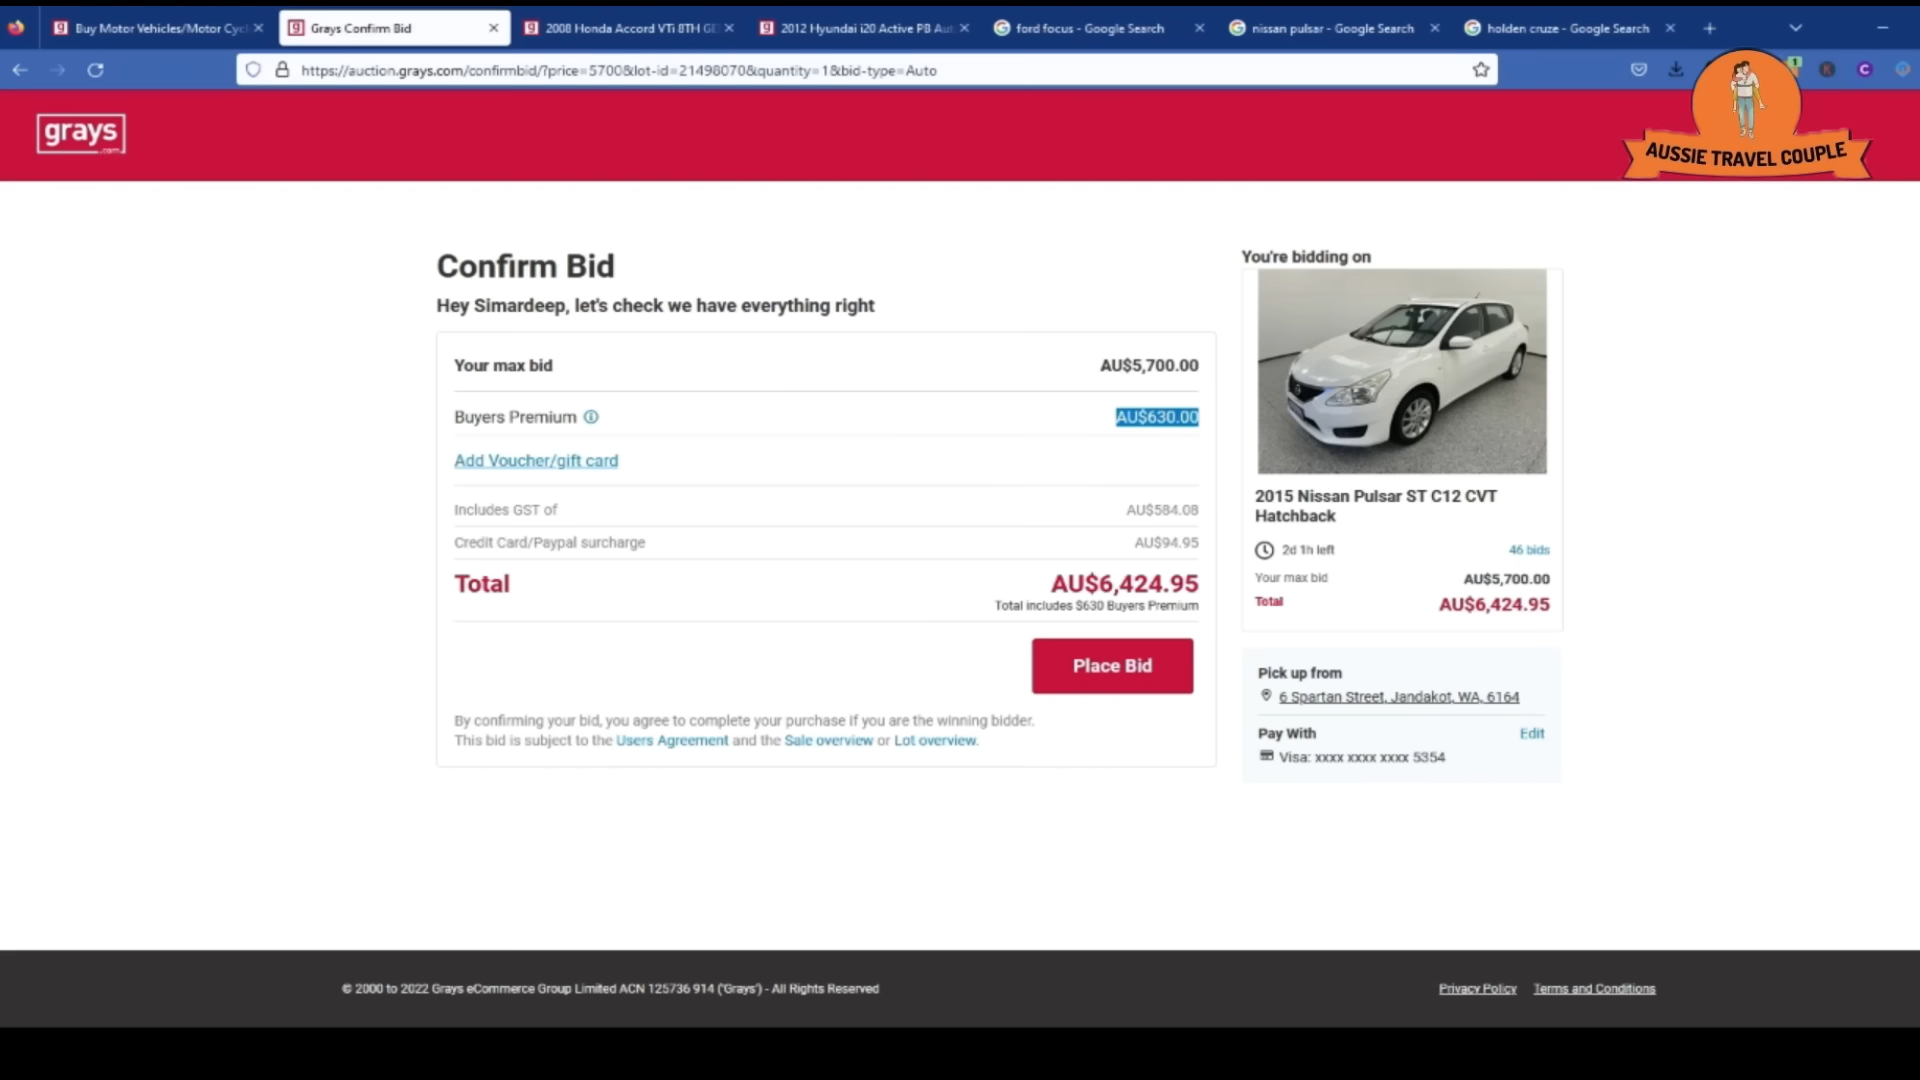 Buy Motor Vehicles/Motor Cycl
Grays Confirm Bid
2008 Honda Accord VTi 8TH GE
2012 Hyundai i20 Active PB Aut
ford focus - Google Search
nissan pulsar - Google Search
holden cruze - Google Search
https://auction.grays.com/confirmbid/?price=5700&lot-id=21498070&quantity=1&bid-type=Auto
1
K
C
grays
.com
AUSSIE TRAVEL COUPLE
Confirm Bid
Hey Simardeep, let's check we have everything right
Your max bid AU$5,700.00
Buyers Premium AU$630.00
Add Voucher/gift card
Includes GST of AU$584.08
Credit Card/Paypal surcharge AU$94.95
Total AU$6,424.95
Total includes $630 Buyers Premium
Place Bid
By confirming your bid, you agree to complete your purchase if you are the winning bidder.
This bid is subject to the Users Agreement and the Sale overview or Lot overview.
You're bidding on
2015 Nissan Pulsar ST C12 CVT
Hatchback
2d 1h left 46 bids
Your max bid AU$5,700.00
Total AU$6,424.95
Pick up from
6 Spartan Street, Jandakot, WA, 6164
Pay With Edit
Visa: xxxx xxxx xxxx 5354
© 2000 to 2022 Grays eCommerce Group Limited ACN 125736 914 ('Grays') - All Rights Reserved
Privacy Policy Terms and Conditions